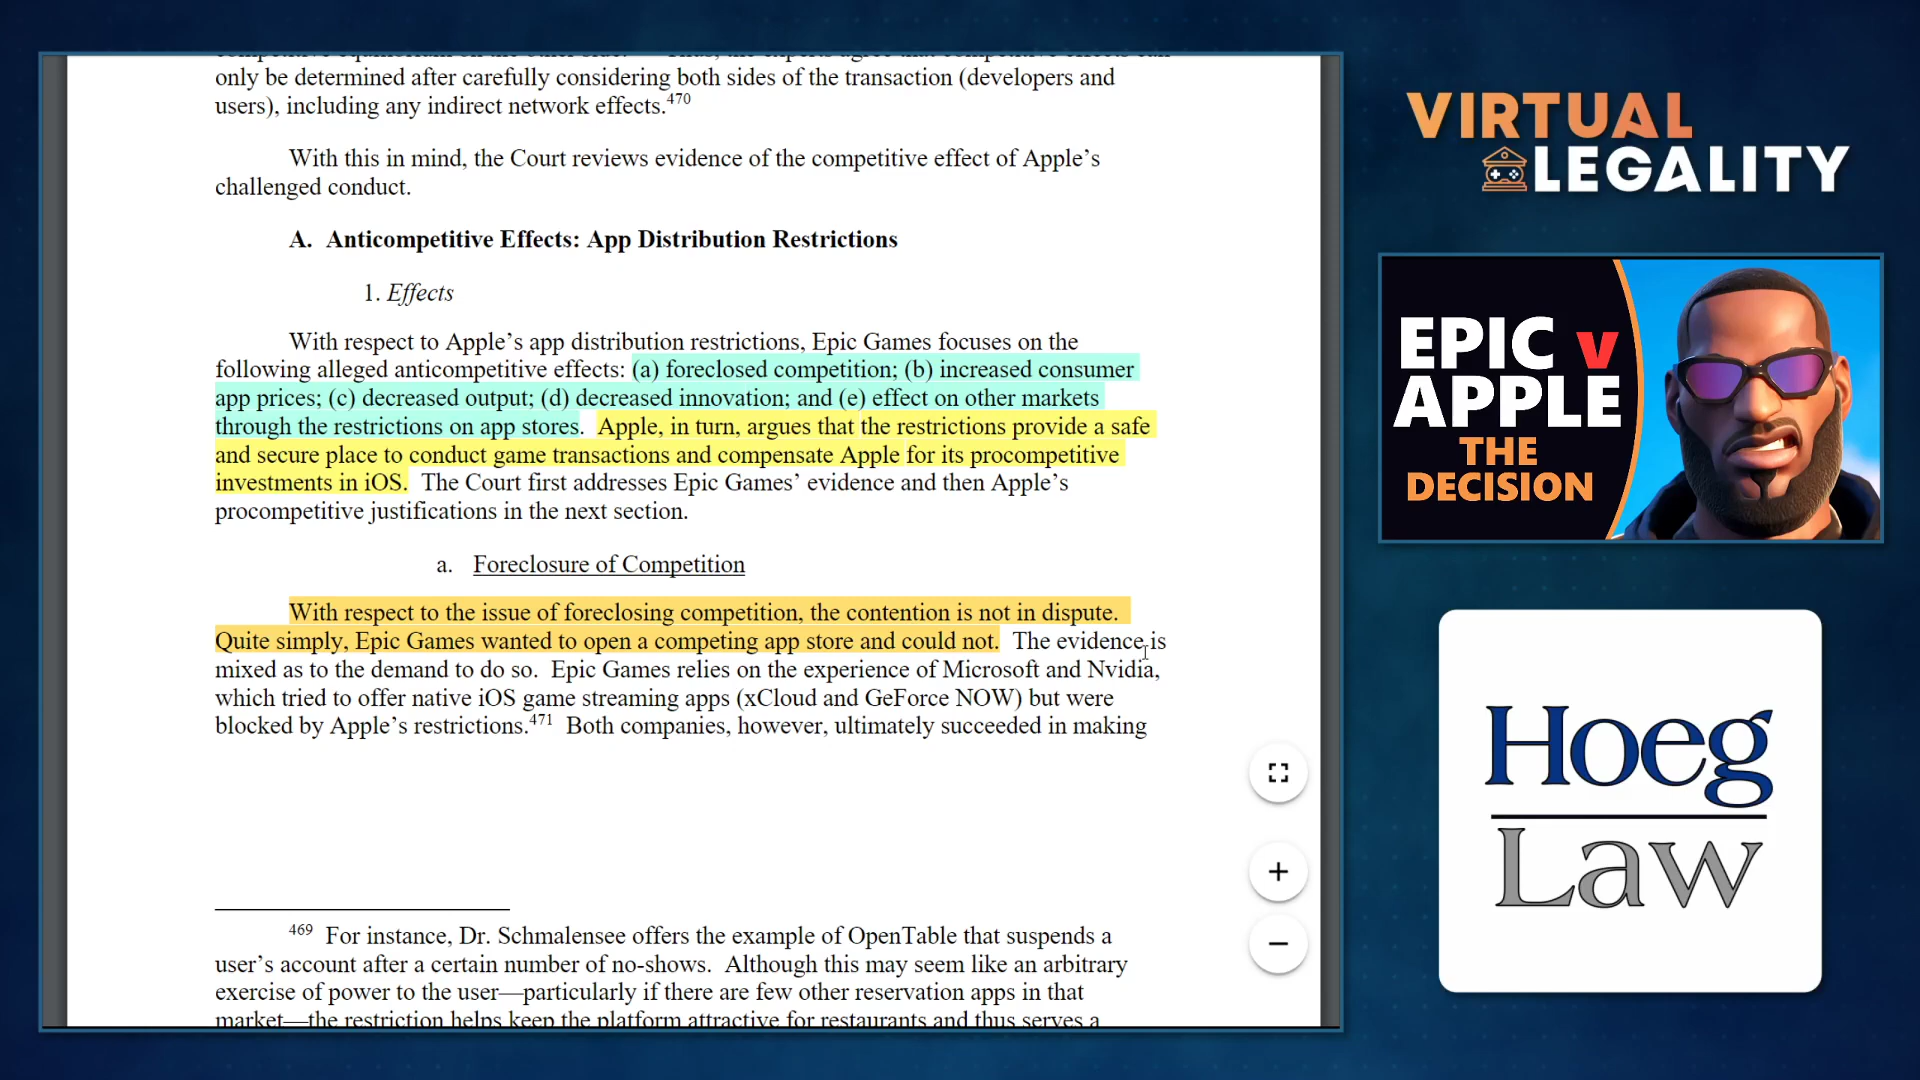 only be determined after carefully considering both sides of the transaction (developers and
users), including any indirect network effects.470
With this in mind, the Court reviews evidence of the competitive effect of Apple’s
challenged conduct.
A. Anticompetitive Effects: App Distribution Restrictions
1. Effects
With respect to Apple’s app distribution restrictions, Epic Games focuses on the
following alleged anticompetitive effects: (a) foreclosed competition; (b) increased consumer
app prices; (c) decreased output; (d) decreased innovation; and (e) effect on other markets
through the restrictions on app stores. Apple, in turn, argues that the restrictions provide a safe
and secure place to conduct game transactions and compensate Apple for its procompetitive
investments in iOS. The Court first addresses Epic Games’ evidence and then Apple’s
procompetitive justifications in the next section.
a. Foreclosure of Competition
With respect to the issue of foreclosing competition, the contention is not in dispute.
Quite simply, Epic Games wanted to open a competing app store and could not. The evidence is
mixed as to the demand to do so. Epic Games relies on the experience of Microsoft and Nvidia,
which tried to offer native iOS game streaming apps (xCloud and GeForce NOW) but were
blocked by Apple’s restrictions.471 Both companies, however, ultimately succeeded in making
469 For instance, Dr. Schmalensee offers the example of OpenTable that suspends a
user’s account after a certain number of no-shows. Although this may seem like an arbitrary
exercise of power to the user—particularly if there are few other reservation apps in that
market—the restriction helps keep the platform attractive for restaurants and thus serves a
VIRTUAL
LEGALITY
EPIC v
APPLE
THE
DECISION
Hoeg
Law